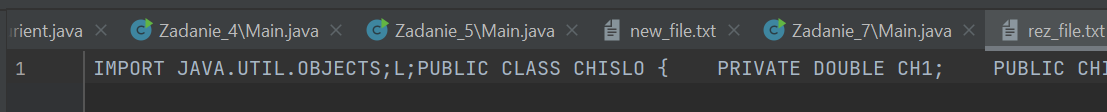 urient.java Zadanie_4\Main.java Zadanie_5\Main.java new_file.txt Zadanie_7\Main.java rez_file.txt
1 IMPORT JAVA.UTIL.OBJECTS;L;PUBLIC CLASS CHISLO { PRIVATE DOUBLE CH1; PUBLIC CHI